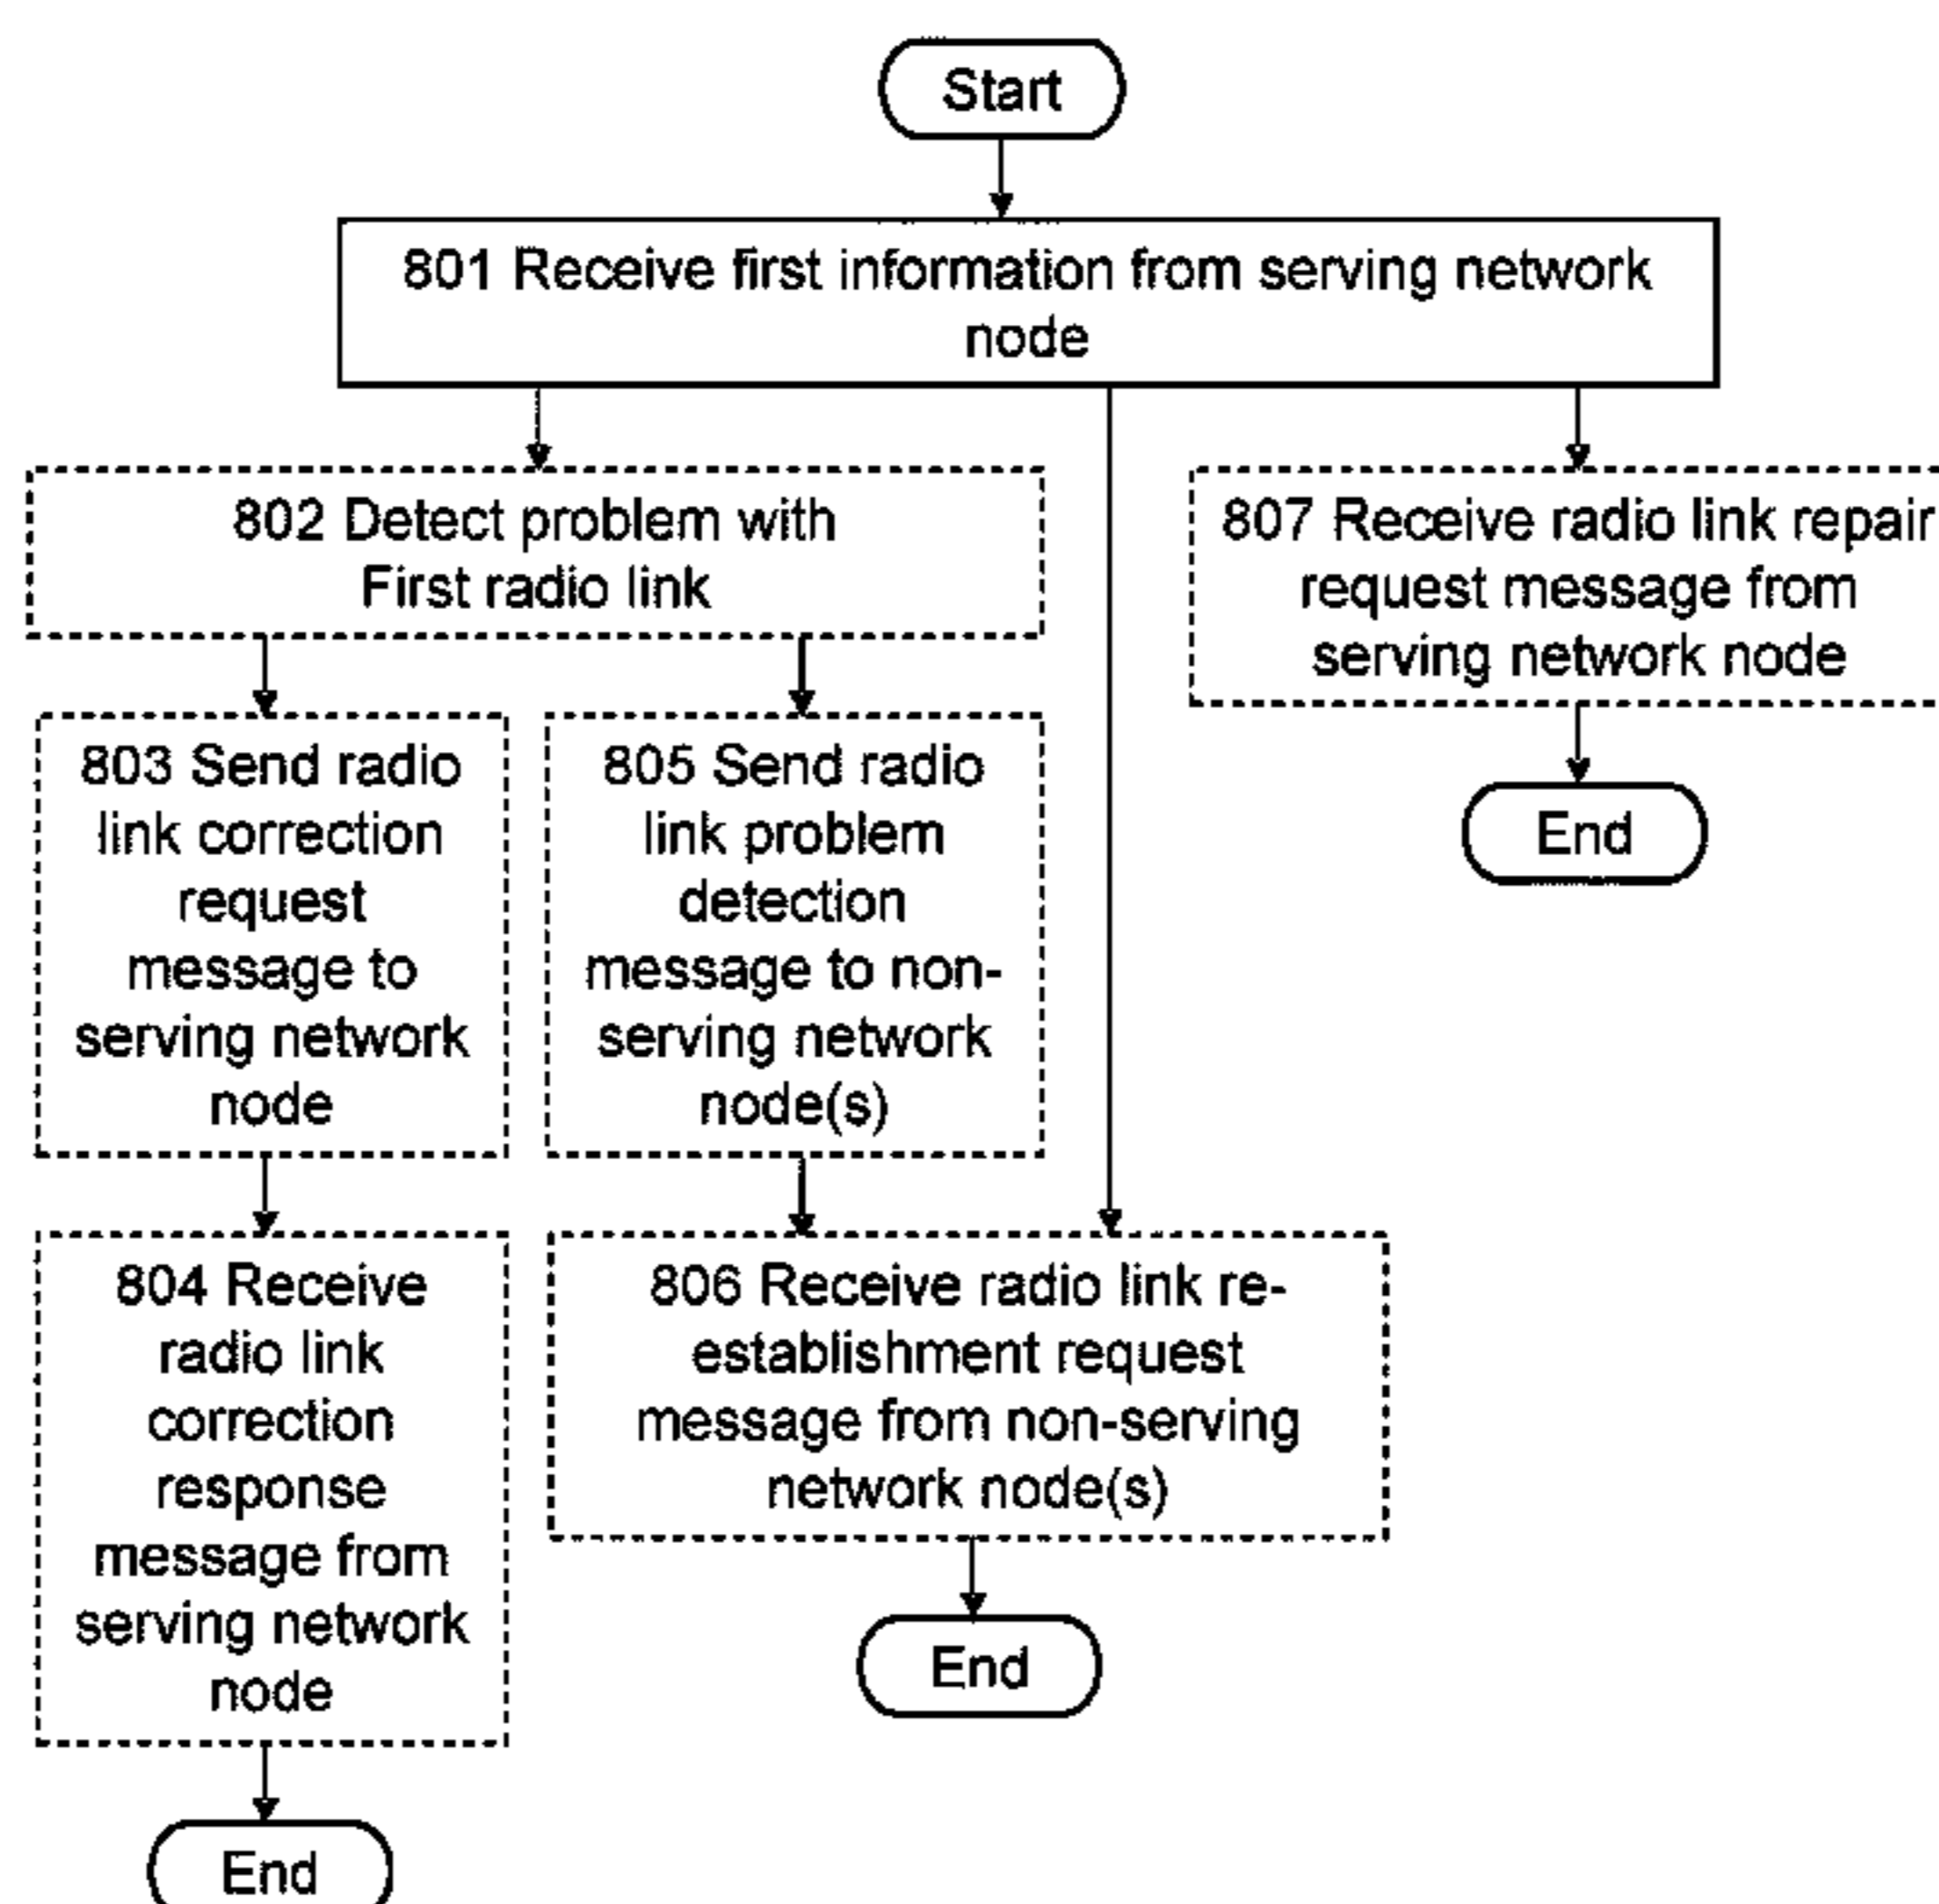 Start
801 Receive first information from serving network
node
802 Detect problem with
First radio link
807 Receive radio link repair
request message from
serving network node
803 Send radio
link correction
request
message to
serving network
node
805 Send radio
link problem
detection
message to non-
serving network
node(s)
End
804 Receive
radio link
correction
response
message from
serving network
node
806 Receive radio link re-
establishment request
message from non-serving
network node(s)
End
End